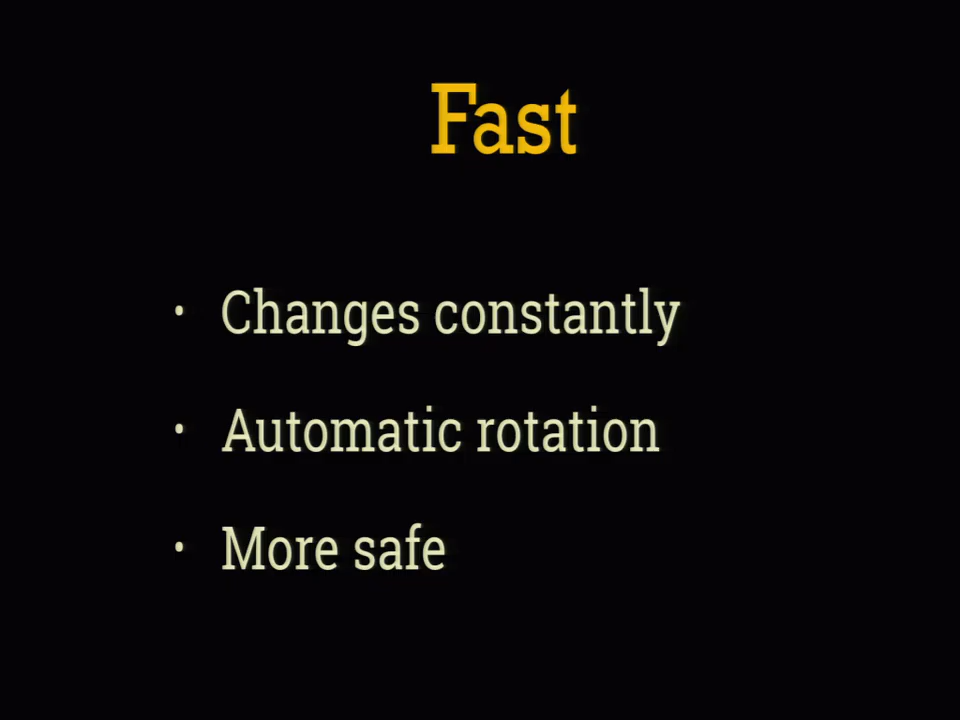 Fast
· Changes constantly
· Automatic rotation
· More safe